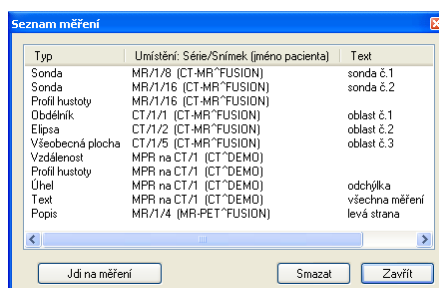 Seznam měření
Typ Umístění: Série/Snímek (jméno pacienta) Text
Sonda MR/1/8 (CT-MR^FUSION) sonda č.1
Sonda MR/1/16 (CT-MR^FUSION) sonda č.2
Profil hustoty MR/1/16 (CT-MR^FUSION)
Obdélník CT/1/1 (CT-MR^FUSION) oblast č.1
Elipsa CT/1/2 (CT-MR^FUSION) oblast č.2
Všeobecná plocha CT/1/5 (CT-MR^FUSION) oblast č.3
Vzdálenost MPR na CT/1 (CT^DEMO)
Profil hustoty MPR na CT/1 (CT^DEMO)
Úhel MPR na CT/1 (CT^DEMO) odchýlka
Text MPR na CT/1 (CT^DEMO) všechna měření
Popis MR/1/4 (MR-PET^FUSION) levá strana
Jdi na měření Smazat Zavřít